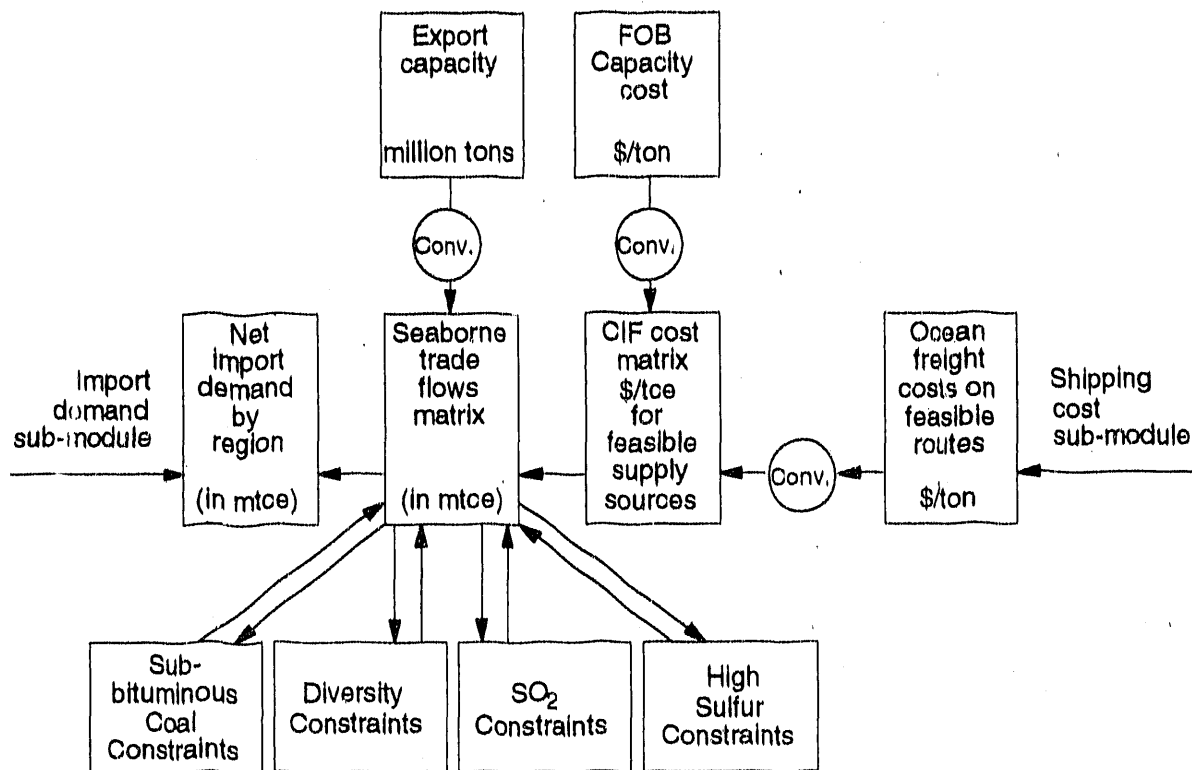 Export
capacity
million tons
FOB
Capacity
cost
$/ton
Conv.
Conv.
Import
demand
sub-module
Net
import
demand
by
region
(in mtce)
Seaborne
trade
flows
matrix
(in mtce)
CIF cost
matrix
$/tce
for
feasible
supply
sources
Conv.
Ocean
freight
costs on
feasible
routes
$/ton
Shipping
cost
sub-module
Sub-
bituminous
Coal
Constraints
Diversity
Constraints
SO₂
Constraints
High
Sulfur
Constraints